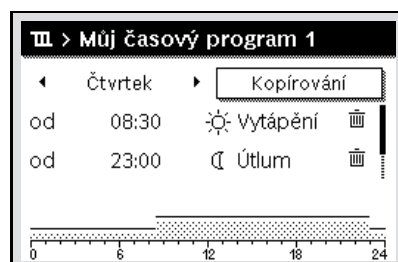 > Můj časový program 1
Čtvrtek Kopírování
od 08:30 Vytápění
od 23:00 Útlum
0 6 12 18 24